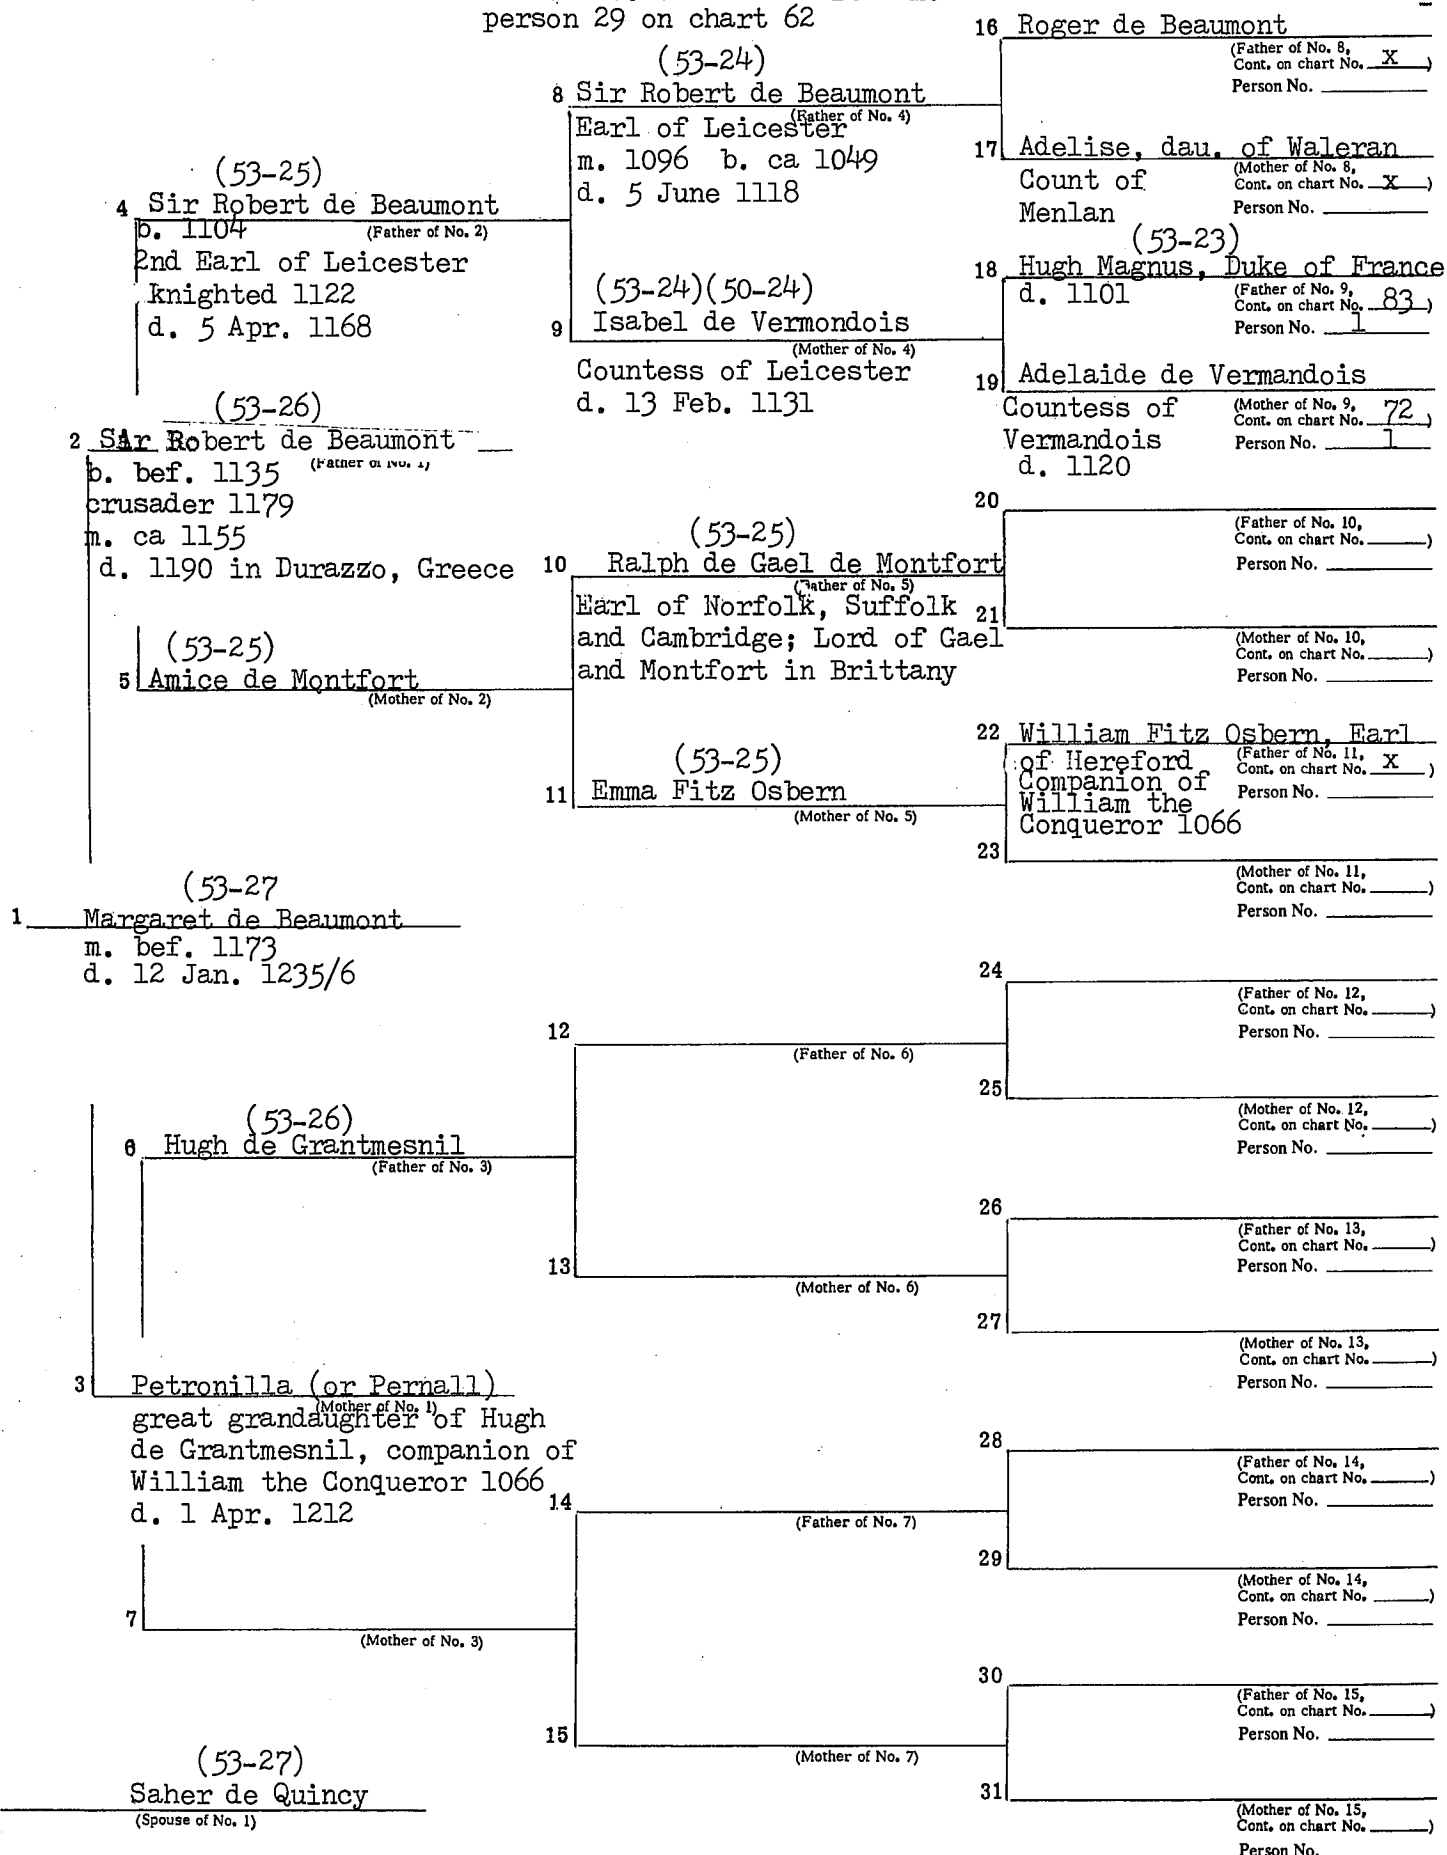 person 29 on chart 62
16 Roger de Beaumont
(Father of No. 8,
Cont. on chart No. x )
Person No.
(53-24)
8 Sir Robert de Beaumont
(Father of No. 4)
Earl of Leicester
m. 1096 b. ca 1049
d. 5 June 1118
17 Adelise, dau. of Waleran
Count of
Menlan
(Mother of No. 8,
Cont. on chart No. x )
Person No.
(53-25)
4 Sir Robert de Beaumont
(Father of No. 2)
b. 1104
2nd Earl of Leicester
knighted 1122
d. 5 Apr. 1168
(53-23)
18 Hugh Magnus, Duke of France
d. 1101
(Father of No. 9,
Cont. on chart No. 83 )
Person No. 1
(53-24)(50-24)
9 Isabel de Vermondois
(Mother of No. 4)
Countess of Leicester
d. 13 Feb. 1131
19 Adelaide de Vermandois
Countess of
Vermandois
d. 1120
(Mother of No. 9,
Cont. on chart No. 72 )
Person No. 1
(53-26)
2 Sir Robert de Beaumont
(Father of No. 1)
b. bef. 1135
crusader 1179
m. ca 1155
d. 1190 in Durazzo, Greece
20
(Father of No. 10,
Cont. on chart No. )
Person No.
(53-25)
10 Ralph de Gael de Montfort
(Father of No. 5)
Earl of Norfolk, Suffolk
and Cambridge; Lord of Gael
and Montfort in Brittany
21
(Mother of No. 10,
Cont. on chart No. )
Person No.
(53-25)
5 Amice de Montfort
(Mother of No. 2)
22 William Fitz Osbern, Earl
of Hereford
Companion of
William the
Conqueror 1066
(Father of No. 11,
Cont. on chart No. x )
Person No.
(53-25)
11 Emma Fitz Osbern
(Mother of No. 5)
23
(Mother of No. 11,
Cont. on chart No. )
Person No.
(53-27
1 Margaret de Beaumont
m. bef. 1173
d. 12 Jan. 1235/6
24
(Father of No. 12,
Cont. on chart No. )
Person No.
12
(Father of No. 6)
25
(Mother of No. 12,
Cont. on chart No. )
Person No.
(53-26)
6 Hugh de Grantmesnil
(Father of No. 3)
26
(Father of No. 13,
Cont. on chart No. )
Person No.
13
(Mother of No. 6)
27
(Mother of No. 13,
Cont. on chart No. )
Person No.
3 Petronilla (or Pernall)
(Mother of No. 1)
great grandaughter of Hugh
de Grantmesnil, companion of
William the Conqueror 1066
d. 1 Apr. 1212
28
(Father of No. 14,
Cont. on chart No. )
Person No.
14
(Father of No. 7)
29
(Mother of No. 14,
Cont. on chart No. )
Person No.
7
(Mother of No. 3)
30
(Father of No. 15,
Cont. on chart No. )
Person No.
15
(Mother of No. 7)
31
(Mother of No. 15,
Cont. on chart No. )
Person No.
(53-27)
Saher de Quincy
(Spouse of No. 1)